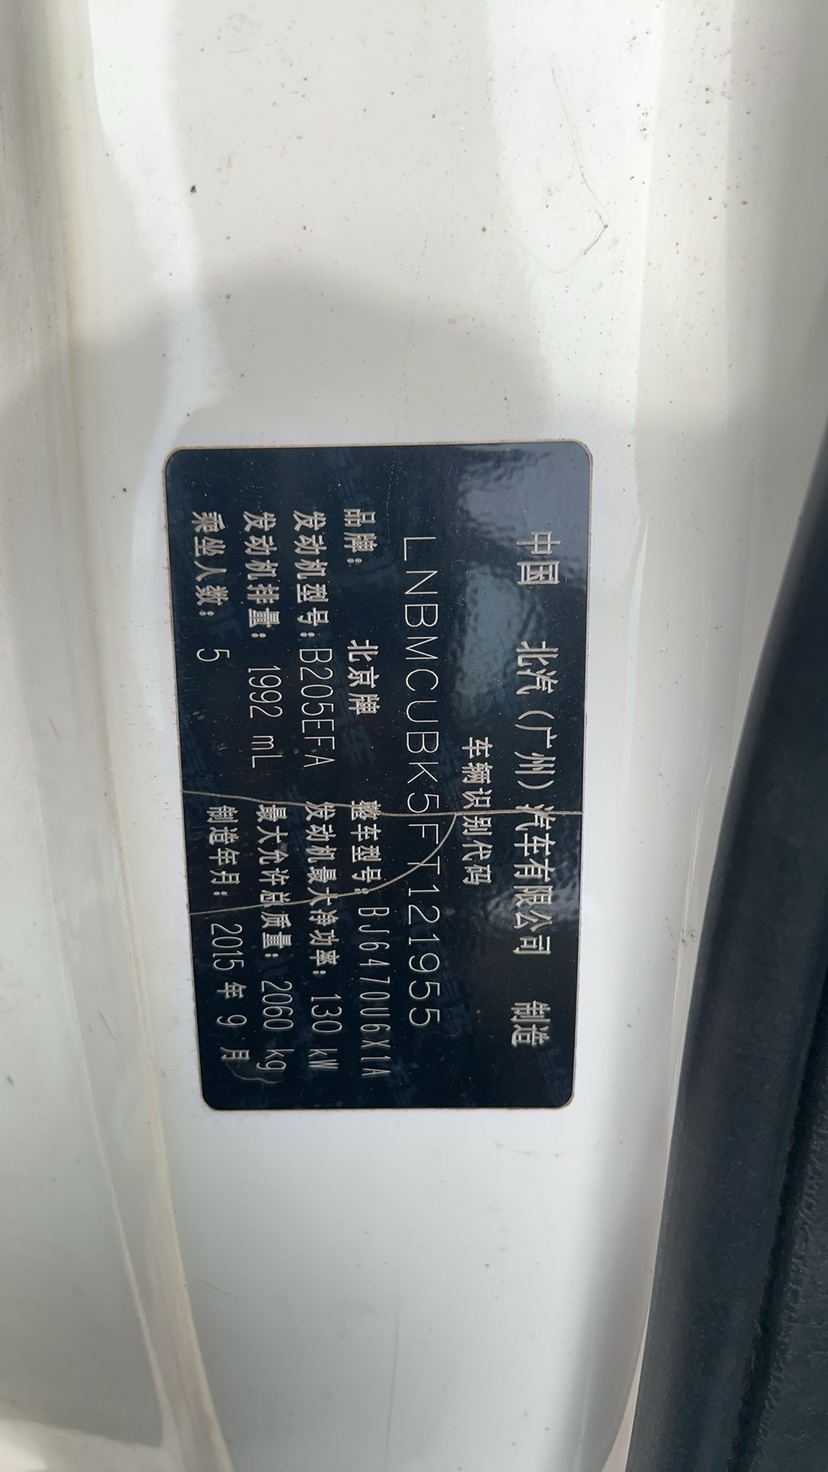 中国 北汽（广州）汽车有限公司 制造
车辆识别代码
LNBMCUBK5FT121955
品牌： 北京牌 整车型号：BJ6470U6X1A
发动机型号：B205EFA 发动机最大净功率：130 kW
发动机排量：1992 mL 最大允许总质量：2060 kg
乘坐人数：5 制造年月：2015 年 9 月